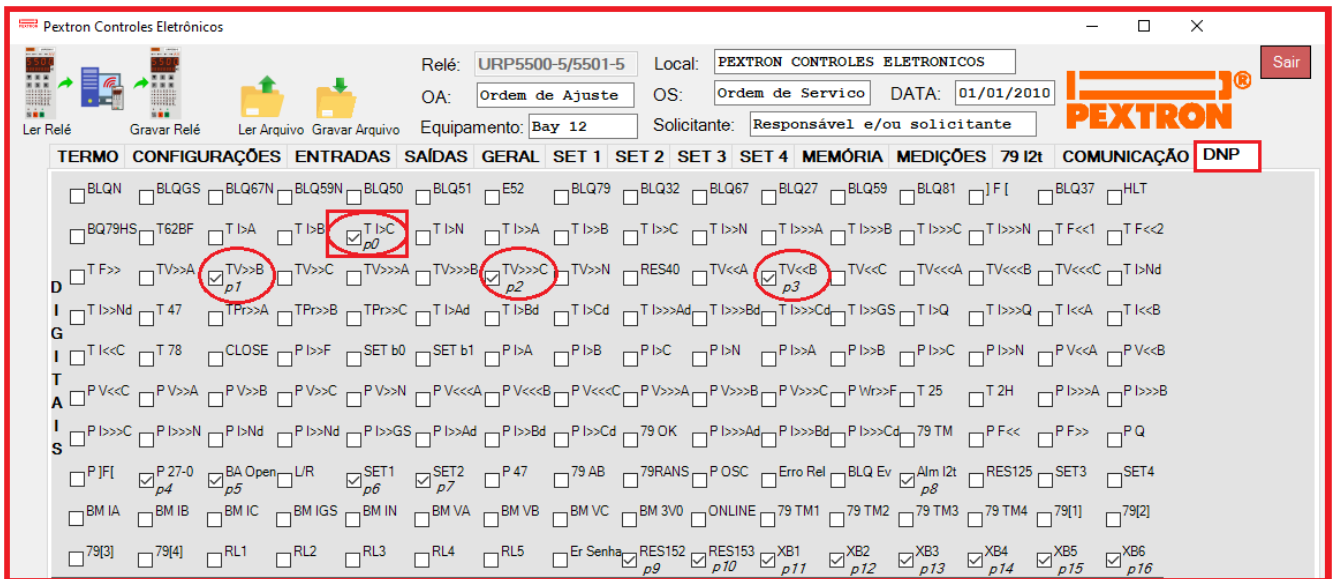 Pextron Controles Eletrônicos
Relé: URP5500-5/5501-5 Local: PEXTRON CONTROLES ELETRONICOS Sair
OA: Ordem de Ajuste OS: Ordem de Servico DATA: 01/01/2010
Ler Relé Gravar Relé Ler Arquivo Gravar Arquivo Equipamento: Bay 12 Solicitante: Responsável e/ou solicitante PEXTRON®
TERMO CONFIGURAÇÕES ENTRADAS SAÍDAS GERAL SET 1 SET 2 SET 3 SET 4 MEMÓRIA MEDIÇÕES 79 I2t COMUNICAÇÃO DNP
DIGITAIS
BLQN BLQGS BLQ67N BLQ59N BLQ50 BLQ51 E52 BLQ79 BLQ32 BLQ67 BLQ27 BLQ59 BLQ81 ]F[ BLQ37 HLT
BQ79HS T62BF T I>A T I>B T I>C T I>N T I>>A T I>>B T I>>C T I>>N T I>>>A T I>>>B T I>>>C T I>>>N T F<<1 T F<<2
p0
T F>> TV>>A TV>>B TV>>C TV>>>A TV>>>B TV>>>C TV>>N RES40 TV<<A TV<<B TV<<C TV<<<A TV<<<B TV<<<C T I>Nd
p1 p2 p3
T I>>Nd T 47 TPr>>A TPr>>B TPr>>C T I>Ad T I>Bd T I>Cd T I>>>Ad T I>>>Bd T I>>>Cd T I>>GS T I>Q T I>>>Q T I<<A T I<<B
T I<<C T 78 CLOSE P I>>F SET b0 SET b1 P I>A P I>B P I>C P I>N P I>>A P I>>B P I>>C P I>>N P V<<A P V<<B
P V<<C P V>>A P V>>B P V>>C P V>>N P V<<<A P V<<<B P V<<<C P V>>>A P V>>>B P V>>>C P Wr>>F T 25 T 2H P I>>>A P I>>>B
P I>>>C P I>>>N P I>Nd P I>>Nd P I>>GS P I>>Ad P I>>Bd P I>>Cd 79 OK P I>>>Ad P I>>>Bd P I>>>Cd 79 TM P F<< P F>> P Q
P ]F[ P 27-0 BA Open L/R SET1 SET2 P 47 79 AB 79RANS P OSC Erro Rel BLQ Ev Alm I2t RES125 SET3 SET4
p4 p5 p6 p7 p8
BM IA BM IB BM IC BM IGS BM IN BM VA BM VB BM VC BM 3V0 ONLINE 79 TM1 79 TM2 79 TM3 79 TM4 79[1] 79[2]
79[3] 79[4] RL1 RL2 RL3 RL4 RL5 Er Senha RES152 RES153 XB1 XB2 XB3 XB4 XB5 XB6
p9 p10 p11 p12 p13 p14 p15 p16